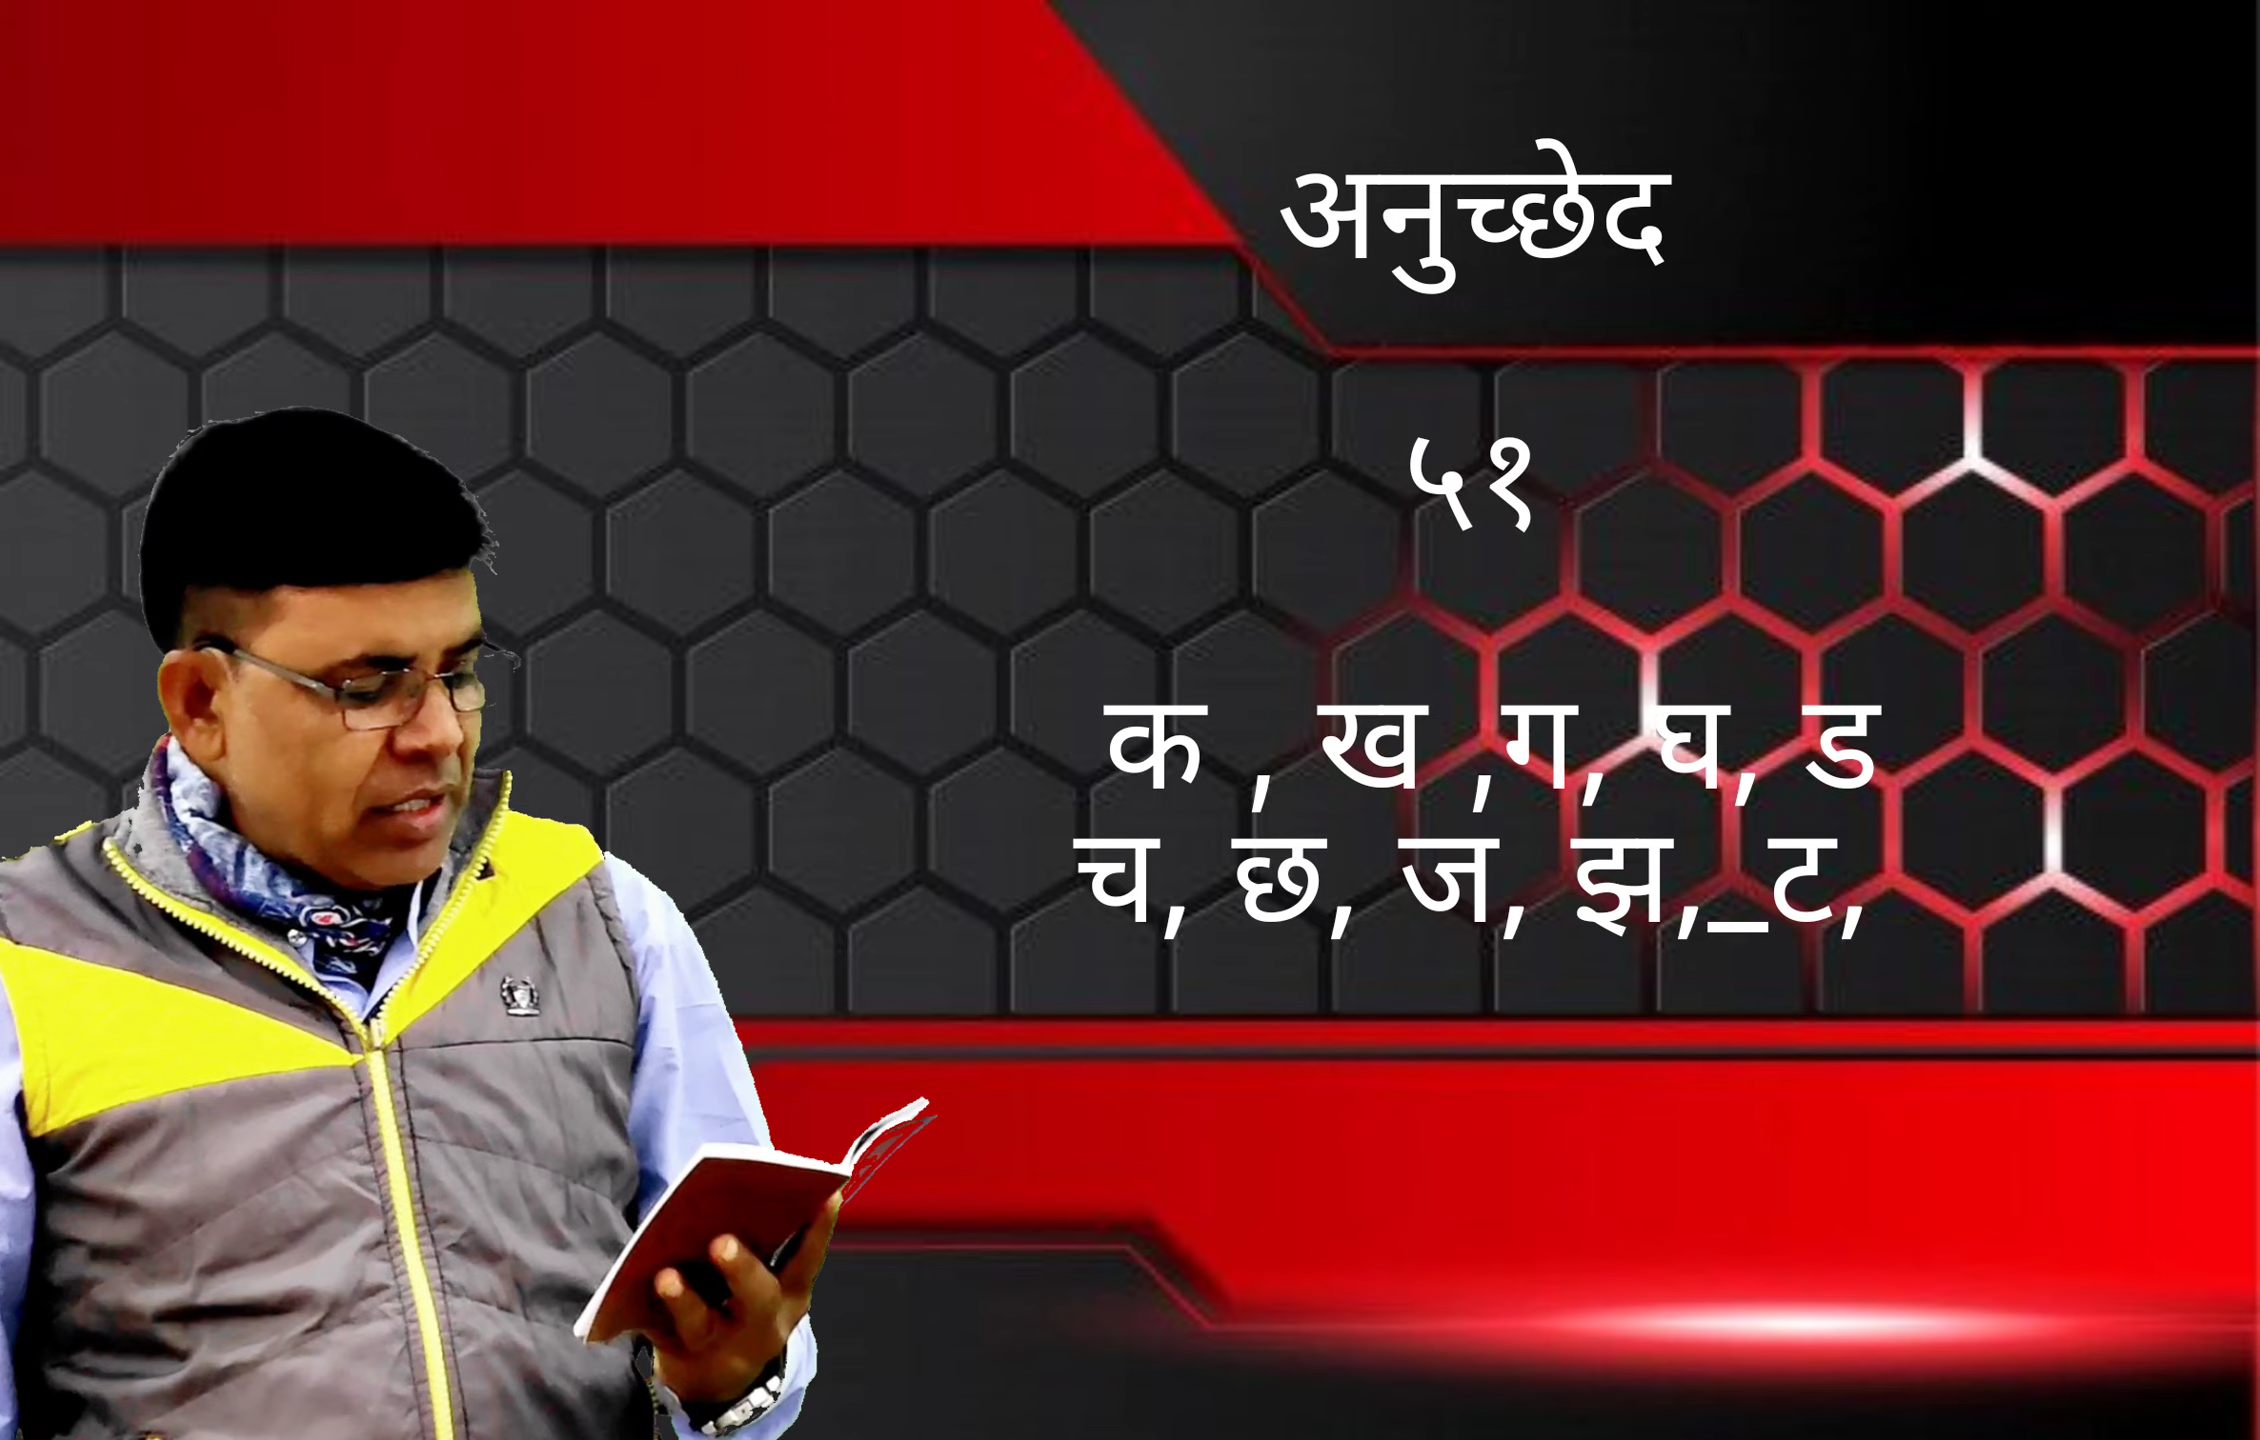 अनुच्छेद
५१
क , ख ,ग, घ, ड
च, छ, ज, झ,_ट,